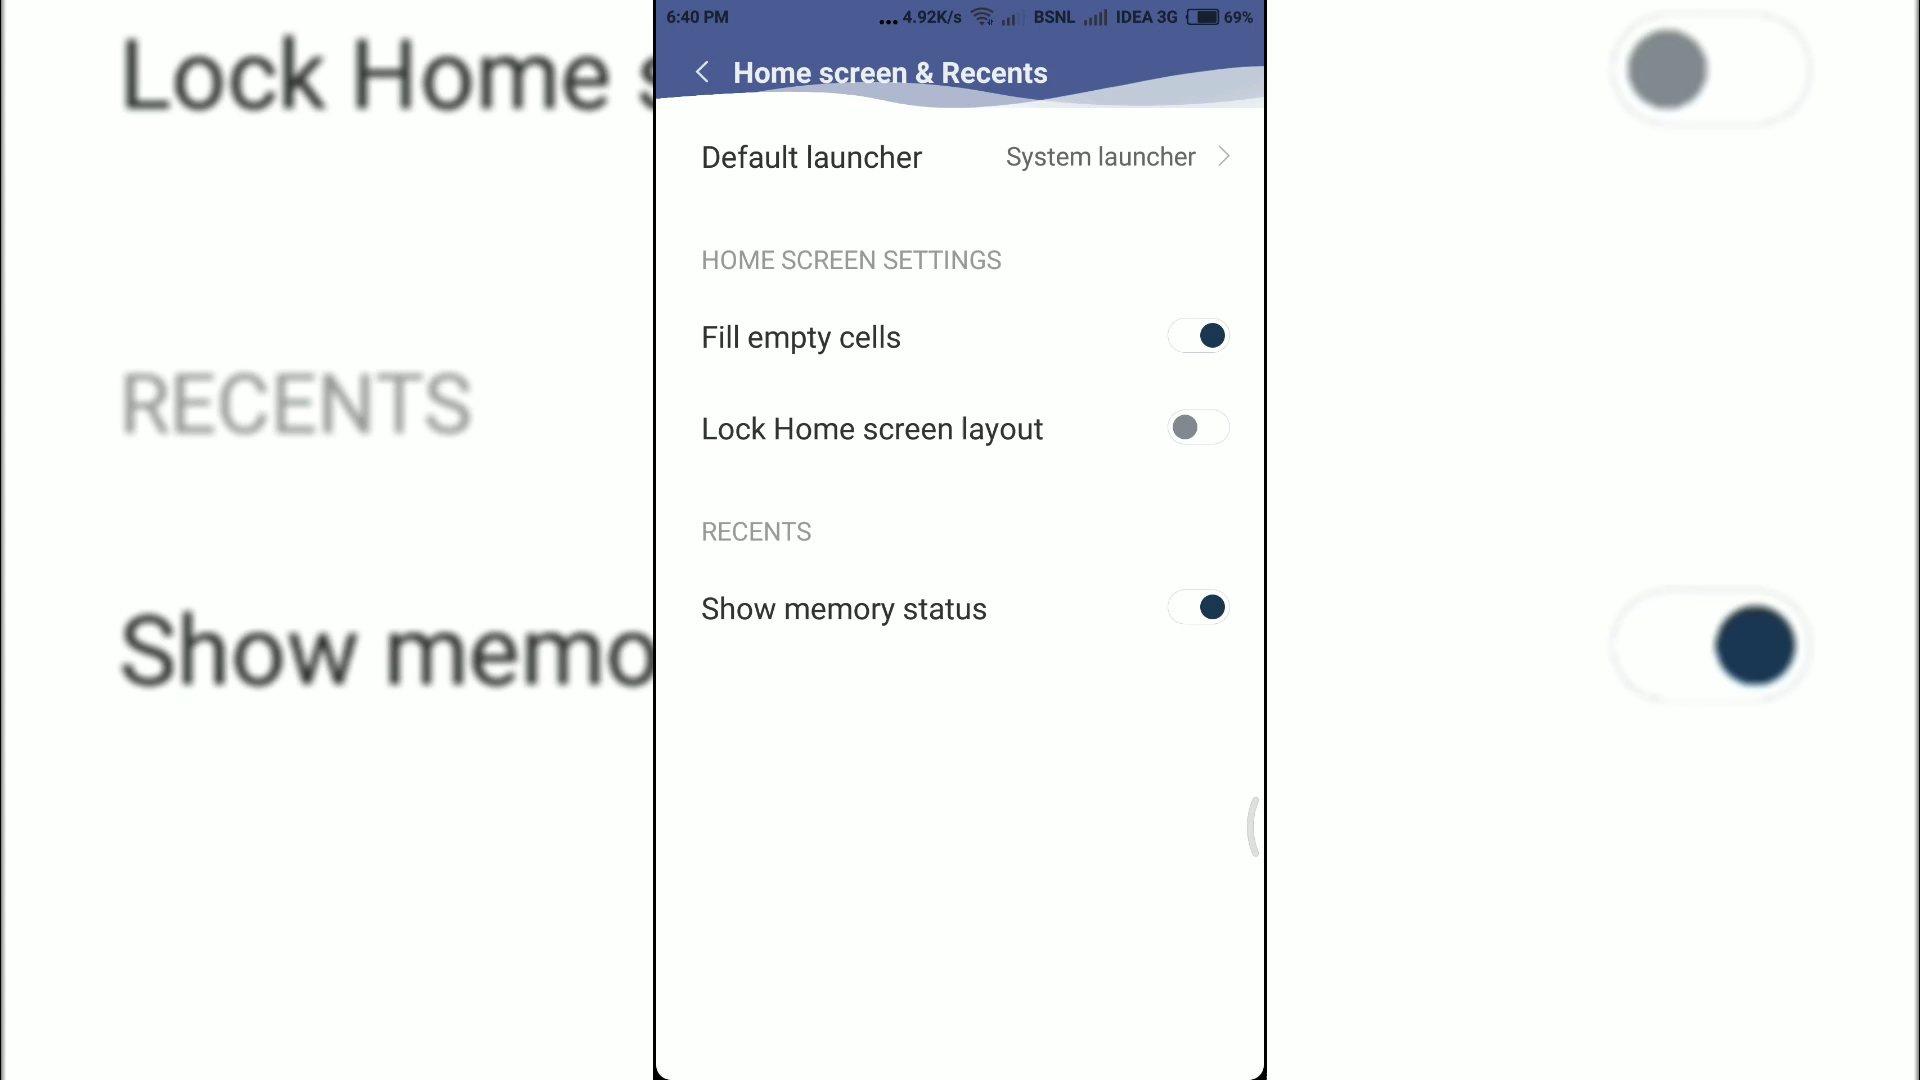 6:40 PM ... 4.92K/s BSNL IDEA 3G 69%
Home screen & Recents
Default launcher System launcher
HOME SCREEN SETTINGS
Fill empty cells
Lock Home screen layout
RECENTS
Show memory status
Lock Home s
RECENTS
Show memo